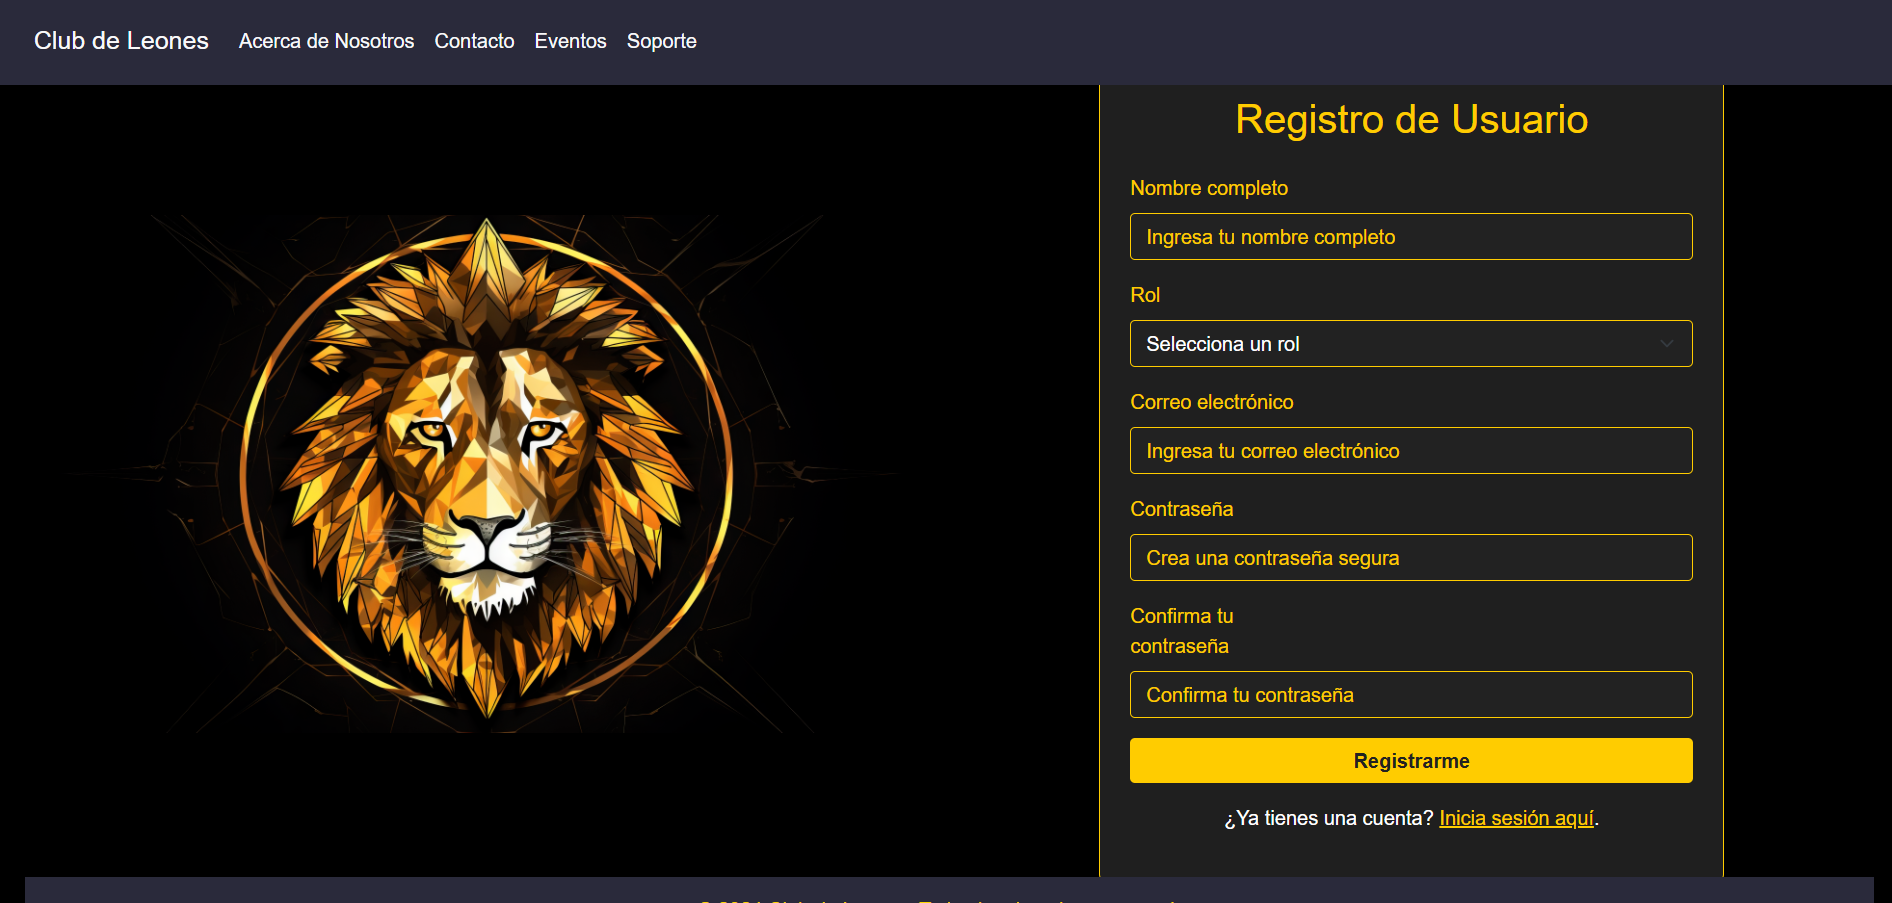 Club de Leones Acerca de Nosotros Contacto Eventos Soporte
Registro de Usuario
Nombre completo
Ingresa tu nombre completo
Rol
Selecciona un rol
Correo electrónico
Ingresa tu correo electrónico
Contraseña
Crea una contraseña segura
Confirma tu
contraseña
Confirma tu contraseña
Registrarme
¿Ya tienes una cuenta? Inicia sesión aquí.